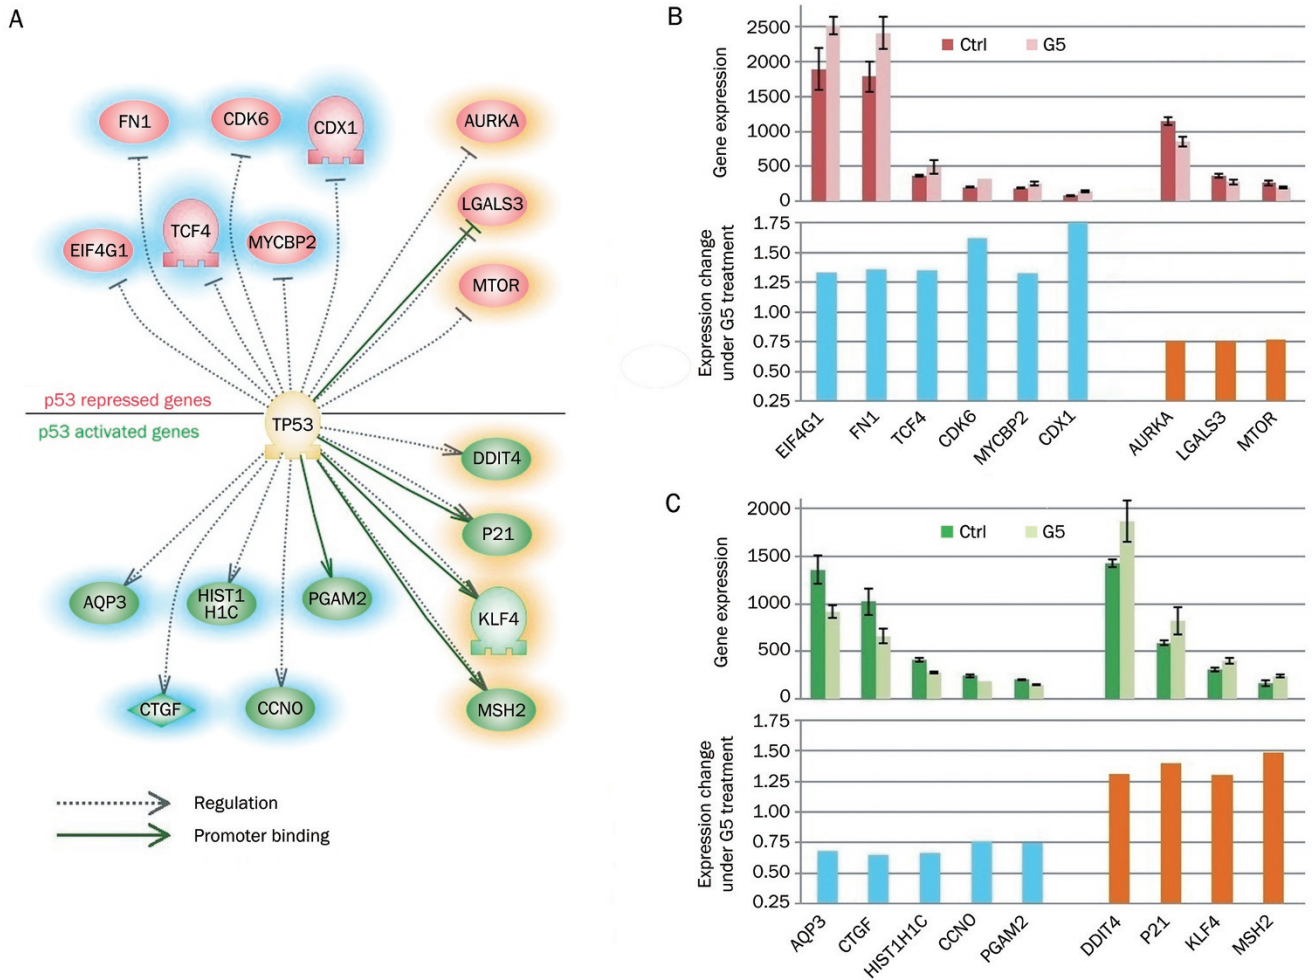 A
FN1
CDK6
CDX1
AURKA
EIF4G1
TCF4
MYCBP2
LGALS3
MTOR
p53 repressed genes
TP53
p53 activated genes
DDIT4
P21
AQP3
HIST1
H1C
PGAM2
KLF4
CTGF
CCNO
MSH2
Regulation
Promoter binding
B
Gene expression
2500
2000
1500
1000
500
0
Ctrl
G5
Expression change
under G5 treatment
1.75
1.50
1.25
1.00
0.75
0.50
0.25
EIF4G1
FN1
TCF4
CDK6
MYCBP2
CDX1
AURKA
LGALS3
MTOR
C
Gene expression
2000
1500
1000
500
0
Ctrl
G5
Expression change
under G5 treatment
1.75
1.50
1.25
1.00
0.75
0.50
0.25
AQP3
CTGF
HIST1H1C
CCNO
PGAM2
DDIT4
P21
KLF4
MSH2